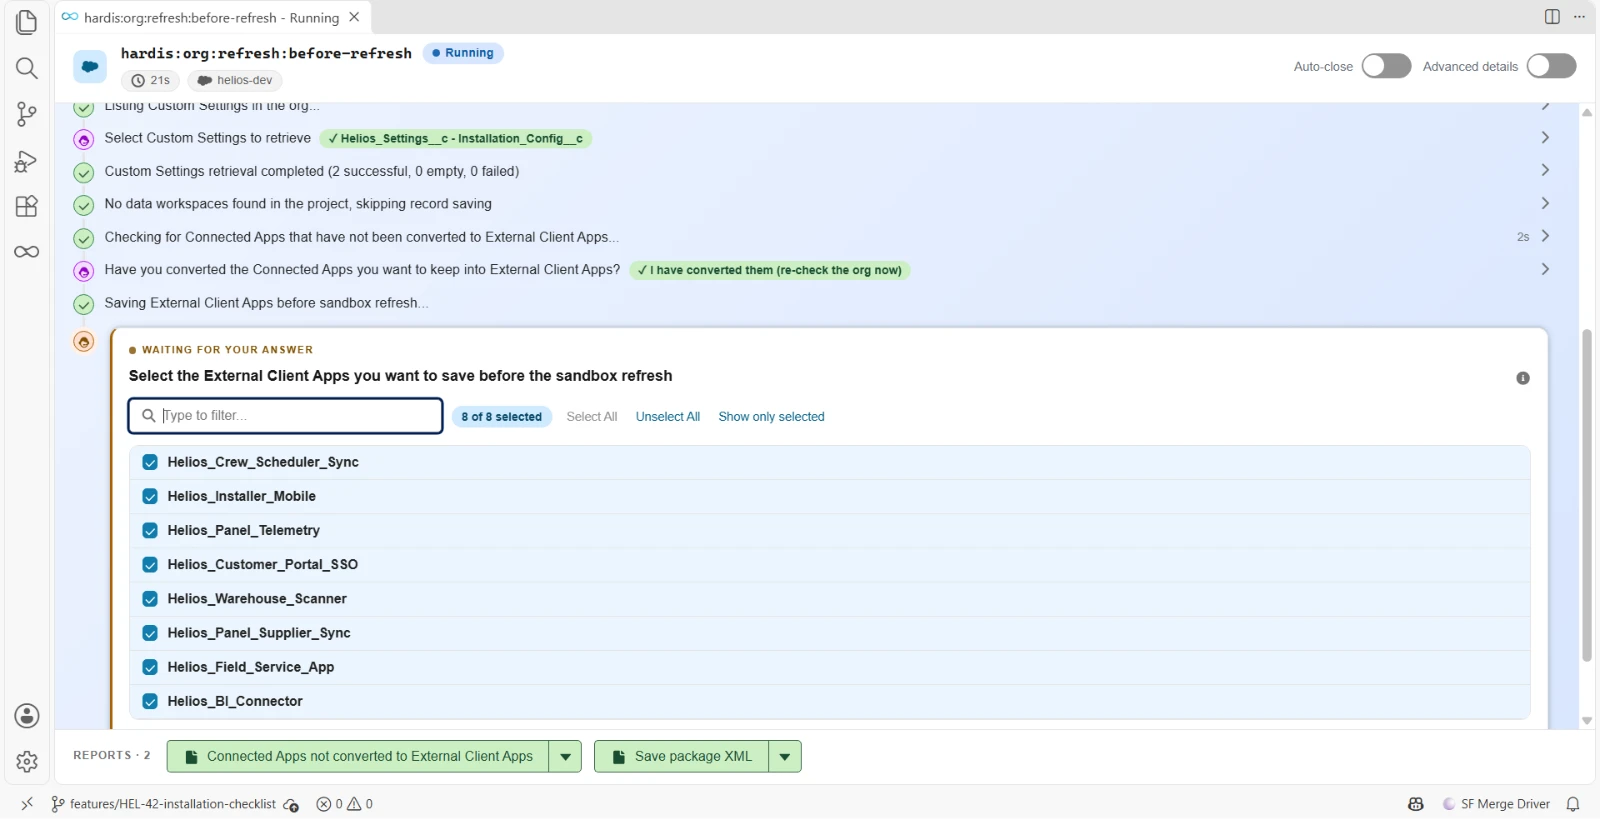 hardis:org:refresh:before-refresh - Running
hardis:org:refresh:before-refresh
Running
21s
helios-dev
Auto-close
Advanced details
Listing Custom Settings in the org...
Select Custom Settings to retrieve ✓ Helios_Settings__c - Installation_Config__c
Custom Settings retrieval completed (2 successful, 0 empty, 0 failed)
No data workspaces found in the project, skipping record saving
Checking for Connected Apps that have not been converted to External Client Apps... 2s
Have you converted the Connected Apps you want to keep into External Client Apps? ✓ I have converted them (re-check the org now)
Saving External Client Apps before sandbox refresh...
WAITING FOR YOUR ANSWER
Select the External Client Apps you want to save before the sandbox refresh
Type to filter... 8 of 8 selected Select All Unselect All Show only selected
Helios_Crew_Scheduler_Sync
Helios_Installer_Mobile
Helios_Panel_Telemetry
Helios_Customer_Portal_SSO
Helios_Warehouse_Scanner
Helios_Panel_Supplier_Sync
Helios_Field_Service_App
Helios_BI_Connector
REPORTS · 2 Connected Apps not converted to External Client Apps Save package XML
features/HEL-42-installation-checklist 0 0 SF Merge Driver